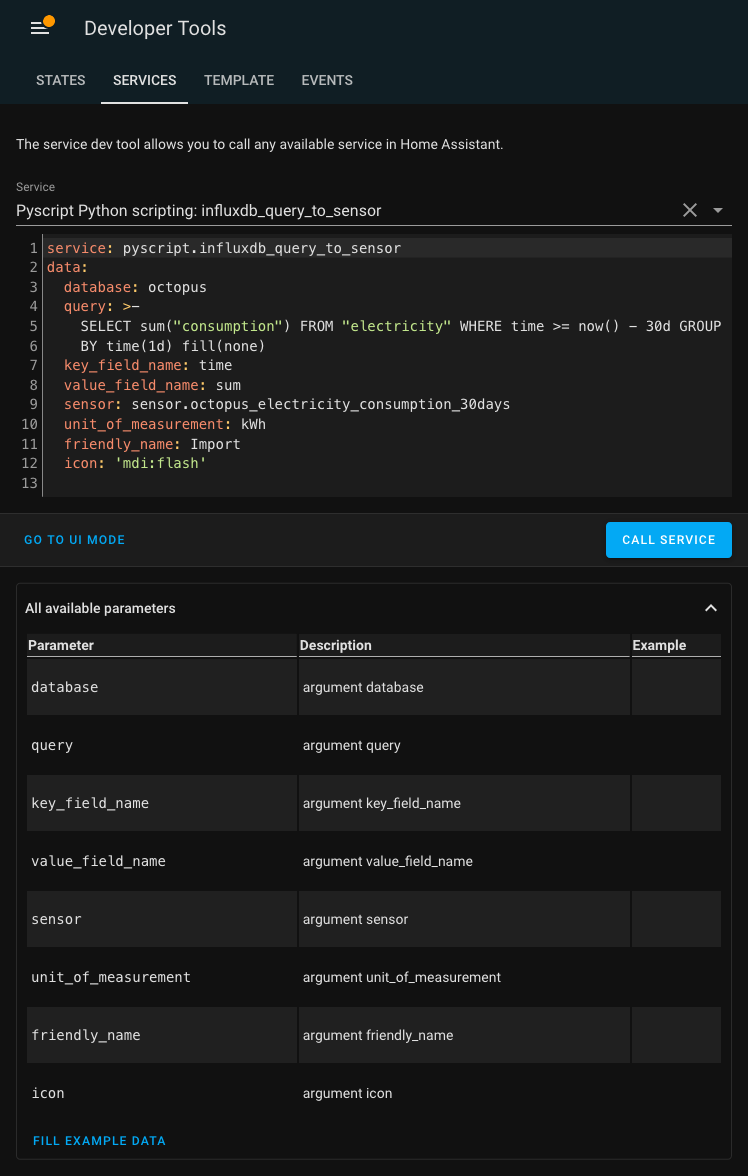 Developer Tools
STATES SERVICES TEMPLATE EVENTS
The service dev tool allows you to call any available service in Home Assistant.
Service
Pyscript Python scripting: influxdb_query_to_sensor
1 service: pyscript.influxdb_query_to_sensor
2 data:
3   database: octopus
4   query: >-
5     SELECT sum("consumption") FROM "electricity" WHERE time >= now() - 30d GROUP
6     BY time(1d) fill(none)
7   key_field_name: time
8   value_field_name: sum
9   sensor: sensor.octopus_electricity_consumption_30days
10   unit_of_measurement: kWh
11   friendly_name: Import
12   icon: 'mdi:flash'
13
GO TO UI MODE CALL SERVICE
All available parameters
Parameter Description Example
database argument database
query argument query
key_field_name argument key_field_name
value_field_name argument value_field_name
sensor argument sensor
unit_of_measurement argument unit_of_measurement
friendly_name argument friendly_name
icon argument icon
FILL EXAMPLE DATA